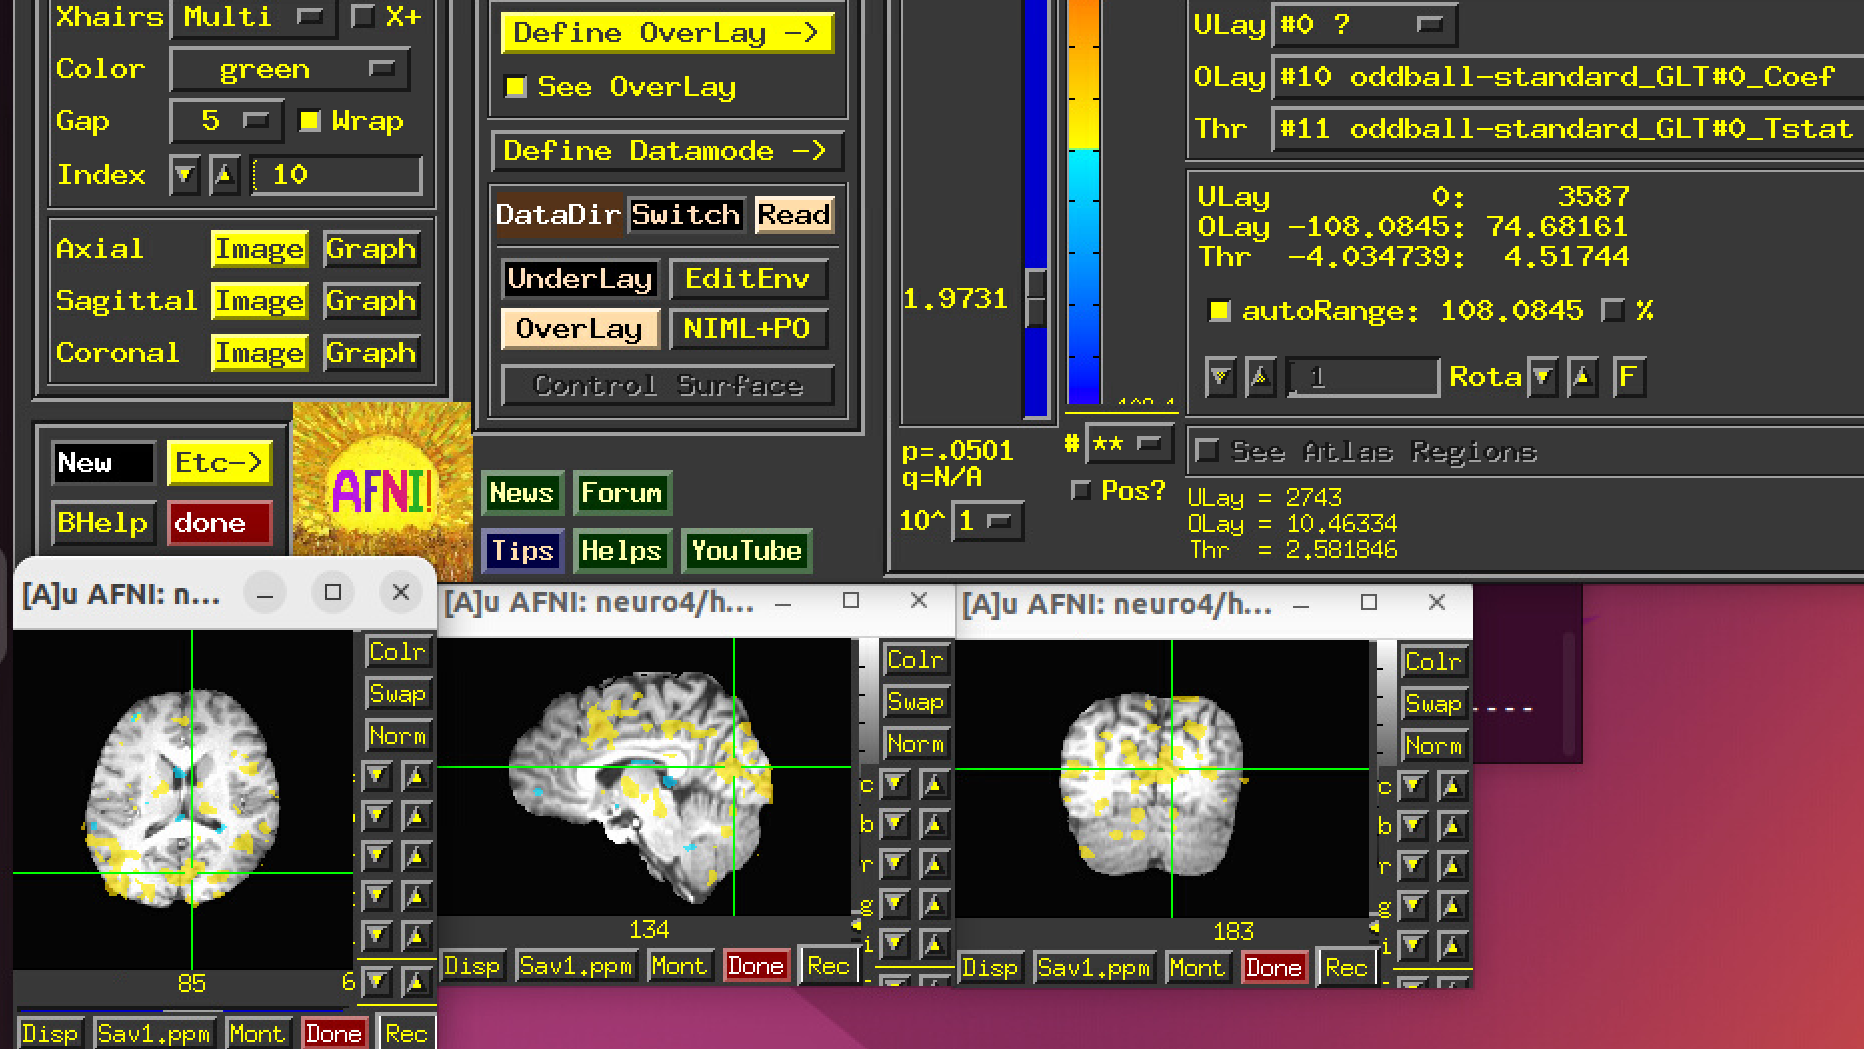 Xhairs Multi X+
Color green
Gap 5 Wrap
Index 10
Axial Image Graph
Sagittal Image Graph
Coronal Image Graph
New Etc->
BHelp done
AFNI!
Define OverLay ->
See OverLay
Define Datamode ->
DataDir Switch Read
UnderLay EditEnv
OverLay NIML+PO
Control Surface
News Forum
Tips Helps YouTube
1.9731
p=.0501
q=N/A
10^ 1
# **
Pos?
ULay #0 ?
OLay #10 oddball-standard_GLT#0_Coef
Thr #11 oddball-standard_GLT#0_Tstat
ULay 0: 3587
OLay -108.0845: 74.68161
Thr -4.034739: 4.51744
autoRange: 108.0845 %
1 Rota F
See Atlas Regions
ULay = 2743
OLay = 10.46334
Thr = 2.581846
[A]u AFNI: n...
Colr
Swap
Norm
85 6
Disp Sav1.ppm Mont Done Rec
[A]u AFNI: neuro4/h...
Colr
Swap
Norm
c
b
r
g
i
134
Disp Sav1.ppm Mont Done Rec
[A]u AFNI: neuro4/h...
Colr
Swap
Norm
c
b
r
g
i
183
Disp Sav1.ppm Mont Done Rec
----